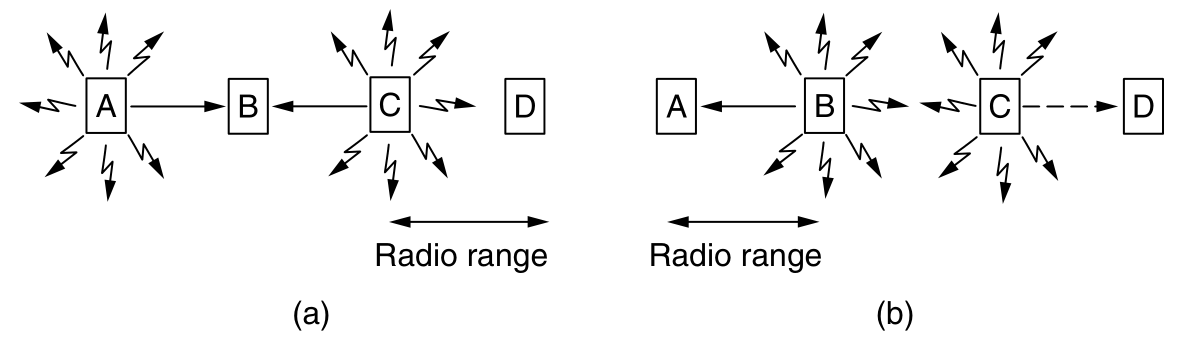 A B C D A B C D
Radio range Radio range
(a) (b)